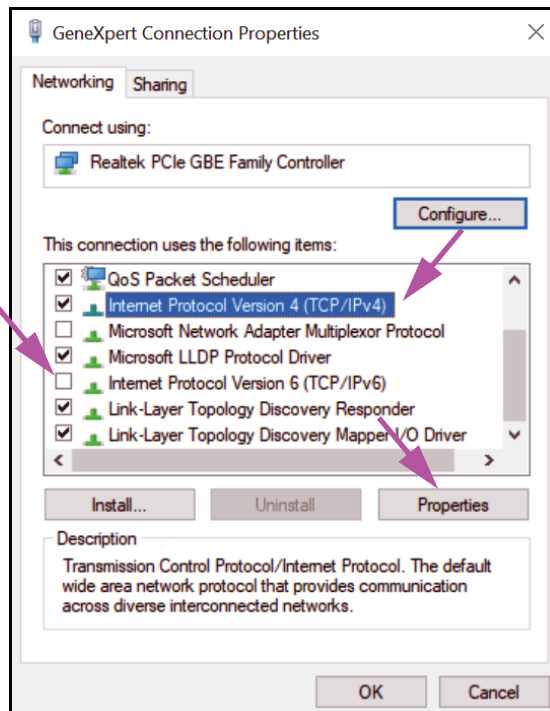 GeneXpert Connection Properties
Networking
Sharing
Connect using:
Realtek PCIe GBE Family Controller
Configure...
This connection uses the following items:
QoS Packet Scheduler
Internet Protocol Version 4 (TCP/IPv4)
Microsoft Network Adapter Multiplexor Protocol
Microsoft LLDP Protocol Driver
Internet Protocol Version 6 (TCP/IPv6)
Link-Layer Topology Discovery Responder
Link-Layer Topology Discovery Mapper I/O Driver
Install...
Uninstall
Properties
Description
Transmission Control Protocol/Internet Protocol. The default
wide area network protocol that provides communication
across diverse interconnected networks.
OK
Cancel